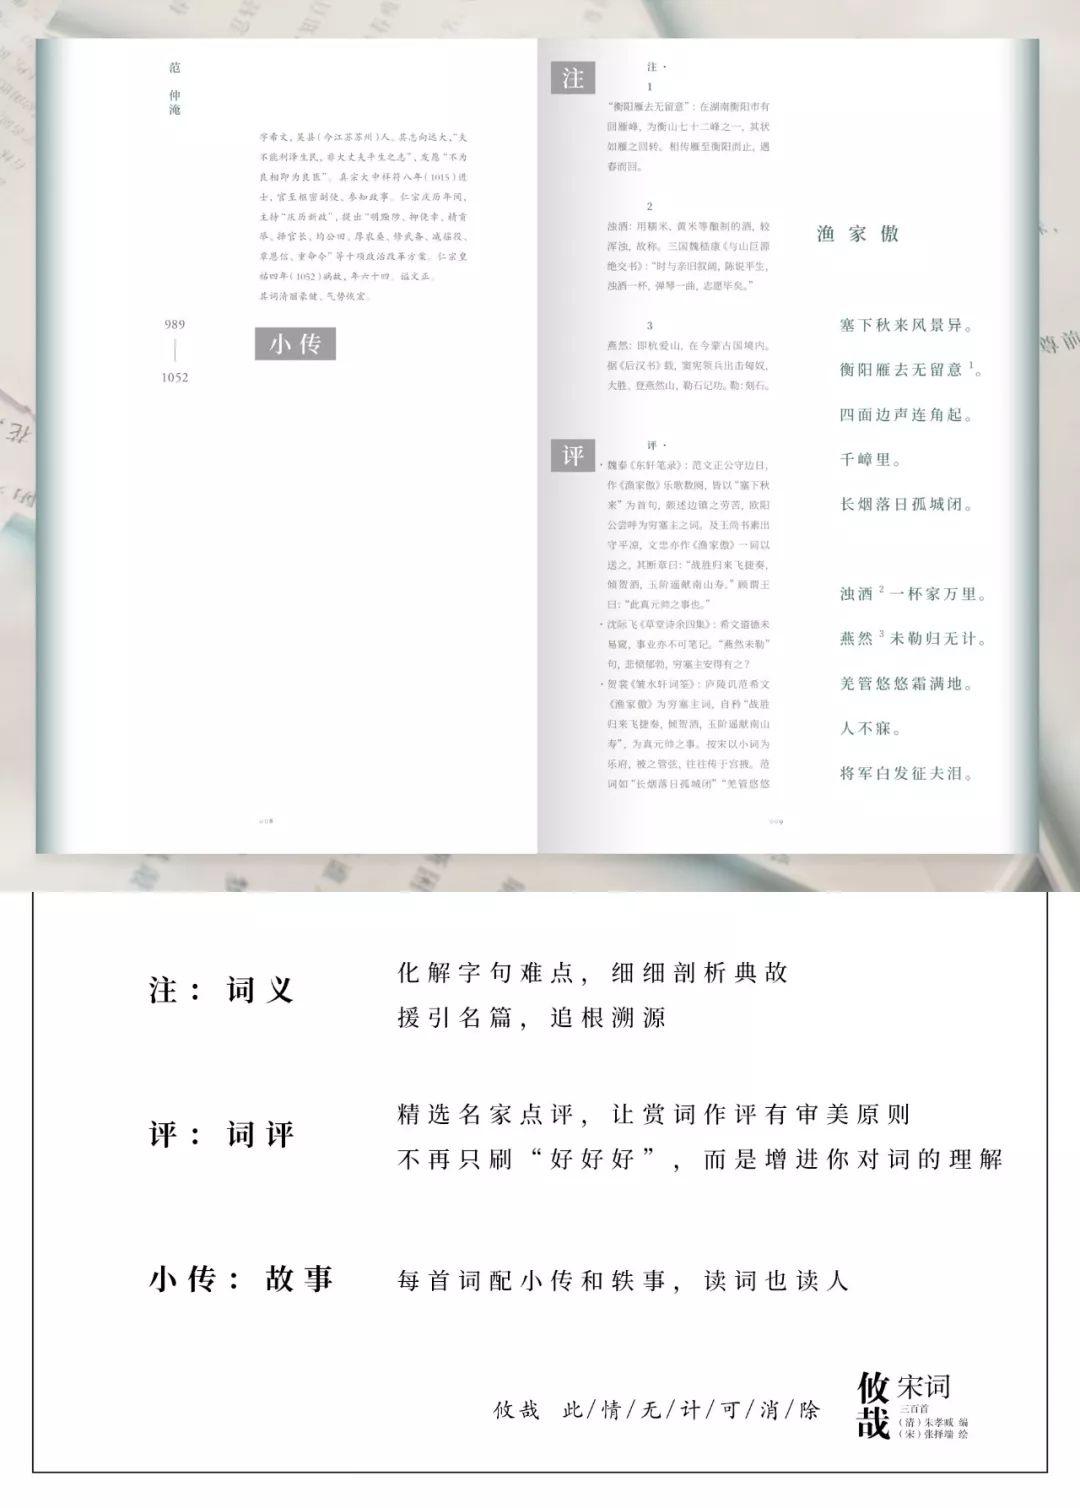 范仲淹
字希文，吴县（今江苏苏州）人。其志向远大，“夫
不能利泽生民，非大丈夫平生之志”，发愿“不为
良相即为良医”。真宗大中祥符八年（1015）进
士，官至枢密副使、参知政事。仁宗庆历年间，
主持“庆历新政”，提出“明黜陟、抑侥幸、精贡
举、择官长、均公田、厚农桑、修武备、减徭役、
覃恩信、重命令”等十项政治改革方案。仁宗皇
祐四年（1052）病故，年六十四。谥文正。
其词清丽豪健、气势恢宏。
989
1052
小传
008
注
注·
1
“衡阳雁去无留意”：在湖南衡阳市有
回雁峰，为衡山七十二峰之一，其状
如雁之回转。相传雁至衡阳而止，遇
春而回。
2
浊酒：用糯米、黄米等酿制的酒，较
浑浊，故称。三国魏嵇康《与山巨源
绝交书》：“时与亲旧叙阔，陈说平生，
浊酒一杯，弹琴一曲，志愿毕矣。”
3
燕然：即杭爱山，在今蒙古国境内。
据《后汉书》载，窦宪领兵出击匈奴，
大胜，登燕然山，勒石记功。勒：刻石。
评
评·
·魏泰《东轩笔录》：范文正公守边日，
作《渔家傲》乐歌数阕，皆以“塞下秋
来”为首句，颇述边镇之劳苦，欧阳
公尝呼为穷塞主之词。及王尚书素出
守平凉，文忠亦作《渔家傲》一词以
送之，其断章曰：“战胜归来飞捷奏，
倾贺酒，玉阶遥献南山寿。”顾谓王
曰：“此真元帅之事也。”
·沈际飞《草堂诗余四集》：希文道德未
易窥，事业亦不可笔记。“燕然未勒”
句，悲愤郁勃，穷塞主安得有之？
·贺裳《皱水轩词筌》：庐陵讥范希文
《渔家傲》为穷塞主词，自矜“战胜
归来飞捷奏，倾贺酒，玉阶遥献南山
寿”，为真元帅之事。按宋以小词为
乐府，被之管弦，往往传于宫掖。范
词如“长烟落日孤城闭”“羌管悠悠
渔家傲
塞下秋来风景异。
衡阳雁去无留意1。
四面边声连角起。
千嶂里。
长烟落日孤城闭。
浊酒2一杯家万里。
燕然3未勒归无计。
羌管悠悠霜满地。
人不寐。
将军白发征夫泪。
009
注：词义
化解字句难点，细细剖析典故
援引名篇，追根溯源
评：词评
精选名家点评，让赏词作评有审美原则
不再只刷“好好好”，而是增进你对词的理解
小传：故事
每首词配小传和轶事，读词也读人
攸哉 此/情/无/计/可/消/除
攸哉
宋词
三百首
（清）朱孝臧 编
（宋）张择端 绘